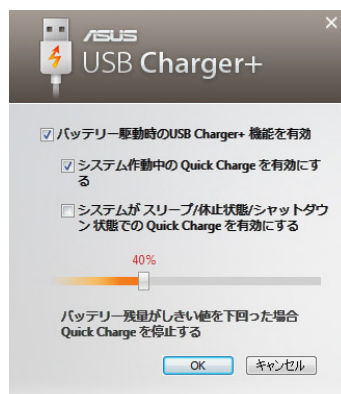 ASUS
USB Charger+
バッテリー駆動時のUSB Charger+ 機能を有効
システム作動中の Quick Charge を有効にす
る
システムが スリープ/休止状態/シャットダウ
ン 状態での Quick Charge を有効にする
40%
バッテリー残量がしきい値を下回った場合
Quick Charge を停止する
OK キャンセル